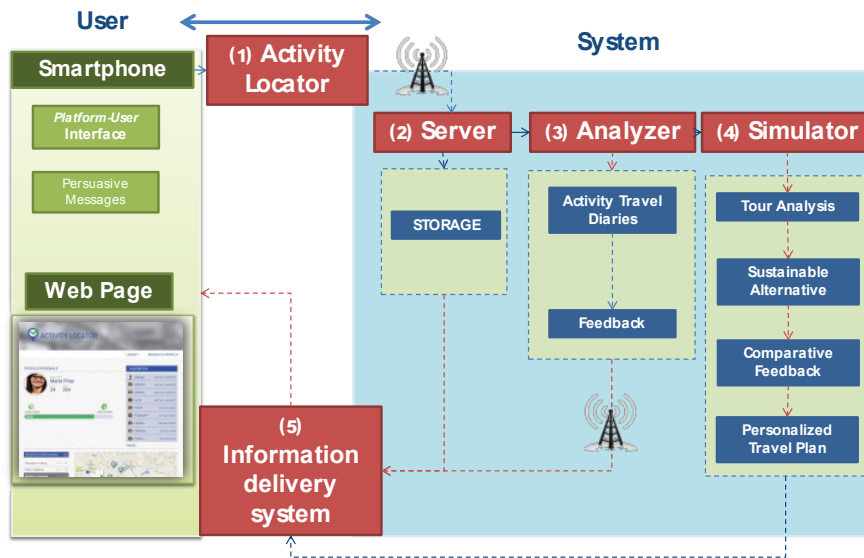 User
System
Smartphone
(1) Activity
Locator
Platform-User
Interface
Persuasive
Messages
(2) Server
(3) Analyzer
(4) Simulator
STORAGE
Activity Travel
Diaries
Feedback
Tour Analysis
Sustainable
Alternative
Comparative
Feedback
Personalized
Travel Plan
Web Page
ACTIVITY LOCATOR
(5)
Information
delivery
system